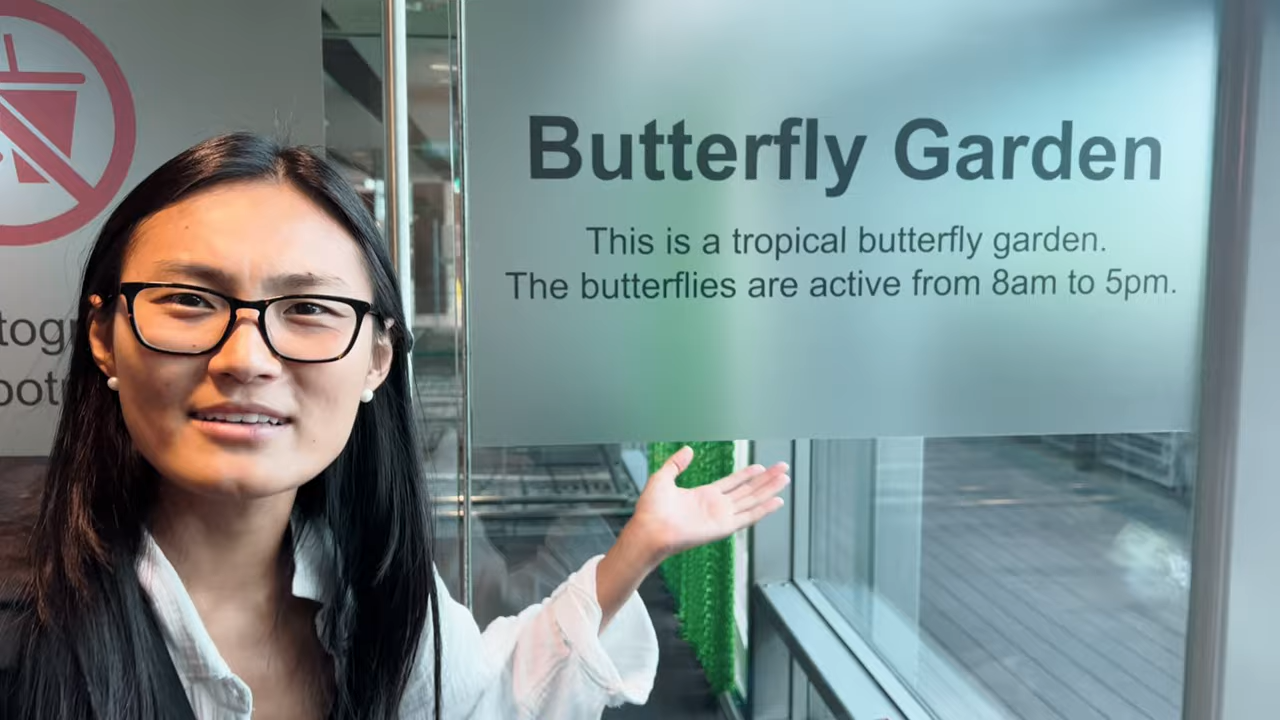 Butterfly Garden
This is a tropical butterfly garden.
The butterflies are active from 8am to 5pm.